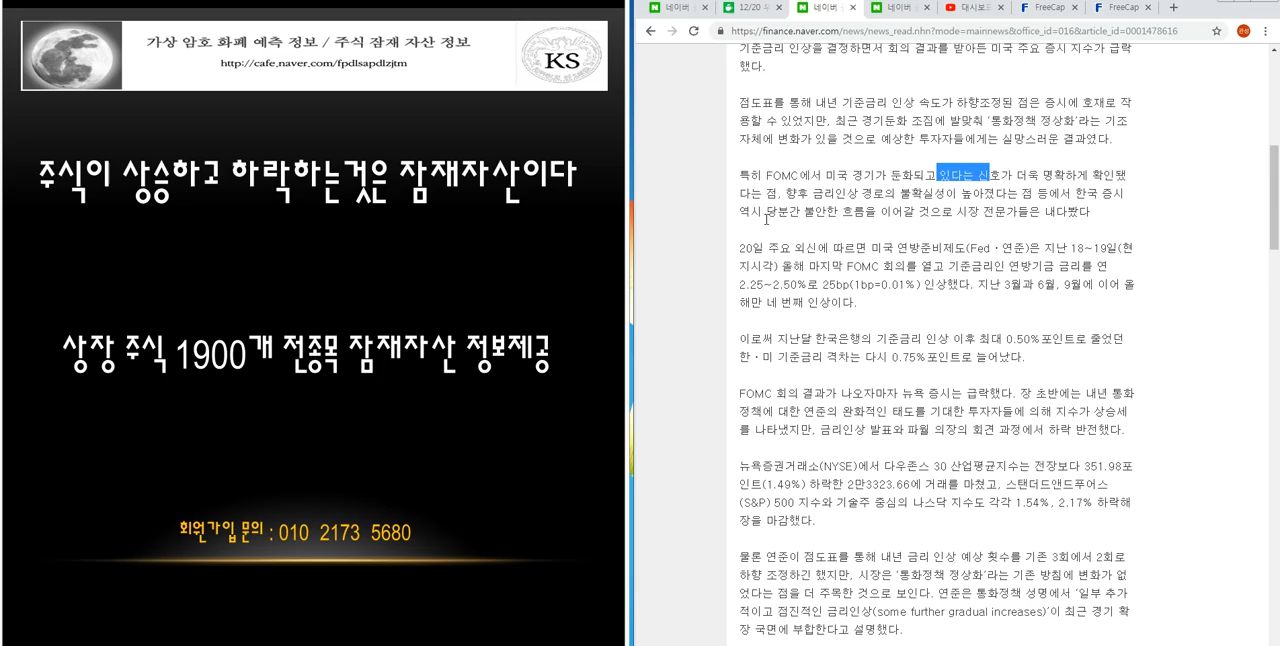 가상 암호 화폐 예측 정보 / 주식 잠재 자산 정보
http://cafe.naver.com/fpdlsapdlzjtm
KS
주식이 상승하고 하락하는것은 잠재자산이다
상장 주식 1900개 전종목 잠재자산 정보제공
회원가입 문의 : 010 2173 5680
네이버
12/20
네이버
네이버
대시보드
FreeCap
FreeCap
https://finance.naver.com/news/news_read.nhn?mode=mainnews&office_id=016&article_id=0001478616
기준금리 인상을 결정하면서 회의 결과를 받아든 미국 주요 증시 지수가 급락
했다.
점도표를 통해 내년 기준금리 인상 속도가 하향조정된 점은 증시에 호재로 작
용할 수 있었지만, 최근 경기둔화 조짐에 발맞춰 '통화정책 정상화'라는 기조
자체에 변화가 있을 것으로 예상한 투자자들에게는 실망스러운 결과였다.
특히 FOMC에서 미국 경기가 둔화되고 있다는 신호가 더욱 명확하게 확인됐
다는 점, 향후 금리인상 경로의 불확실성이 높아졌다는 점 등에서 한국 증시
역시 당분간 불안한 흐름을 이어갈 것으로 시장 전문가들은 내다봤다
20일 주요 외신에 따르면 미국 연방준비제도(Fed·연준)은 지난 18~19일(현
지시각) 올해 마지막 FOMC 회의를 열고 기준금리인 연방기금 금리를 연
2.25~2.50%로 25bp(1bp=0.01%) 인상했다. 지난 3월과 6월, 9월에 이어 올
해만 네 번째 인상이다.
이로써 지난달 한국은행의 기준금리 인상 이후 최대 0.50%포인트로 줄었던
한·미 기준금리 격차는 다시 0.75%포인트로 늘어났다.
FOMC 회의 결과가 나오자마자 뉴욕 증시는 급락했다. 장 초반에는 내년 통화
정책에 대한 연준의 완화적인 태도를 기대한 투자자들에 의해 지수가 상승세
를 나타냈지만, 금리인상 발표와 파월 의장의 회견 과정에서 하락 반전했다.
뉴욕증권거래소(NYSE)에서 다우존스 30 산업평균지수는 전장보다 351.98포
인트(1.49%) 하락한 2만3323.66에 거래를 마쳤고, 스탠더드앤드푸어스
(S&P) 500 지수와 기술주 중심의 나스닥 지수도 각각 1.54%, 2.17% 하락해
장을 마감했다.
물론 연준이 점도표를 통해 내년 금리 인상 예상 횟수를 기존 3회에서 2회로
하향 조정하긴 했지만, 시장은 '통화정책 정상화'라는 기존 방침에 변화가 없
었다는 점을 더 주목한 것으로 보인다. 연준은 통화정책 성명에서 '일부 추가
적이고 점진적인 금리인상(some further gradual increases)'이 최근 경기 확
장 국면에 부합한다고 설명했다.